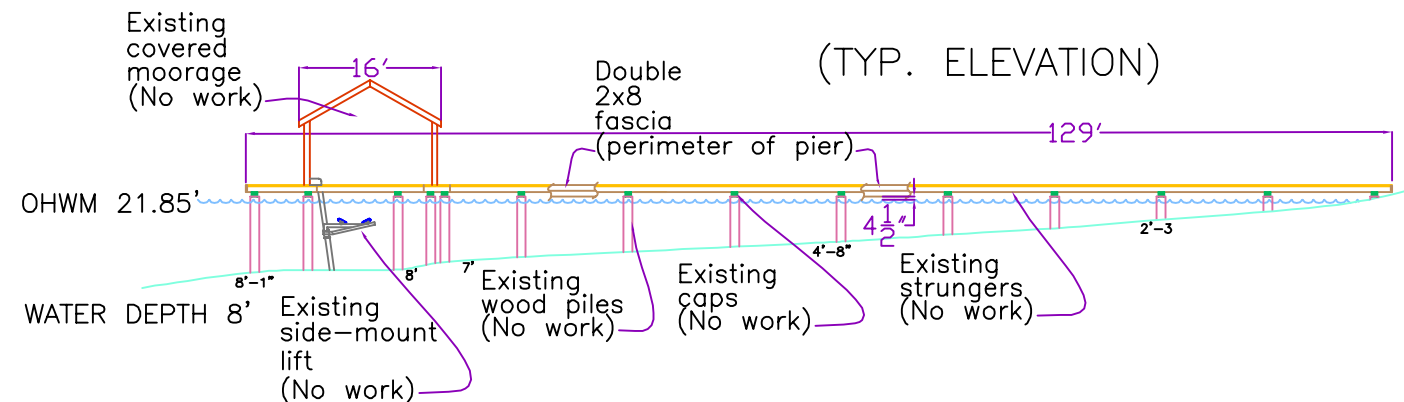 Existing
covered
moorage
(No work)
16'
Double
2x8
fascia
(perimeter of pier)
(TYP. ELEVATION)
129'
OHWM 21.85'
4 1/2"
8'-1"
8'
7'
4'-8"
2'-3
WATER DEPTH 8'
Existing
side-mount
lift
(No work)
Existing
wood piles
(No work)
Existing
caps
(No work)
Existing
strungers
(No work)